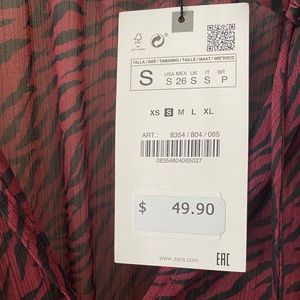 TALLA / SIZE / TAMANHO / TAILLE / MAAT / МЕГЕΘΟΣ
S
USA MEX UK IT BR
S 26 S S P
XS S M L XL
ART.: 8354 / 804 / 065
08354804065027
$ 49.90
www.zara.com
EAC